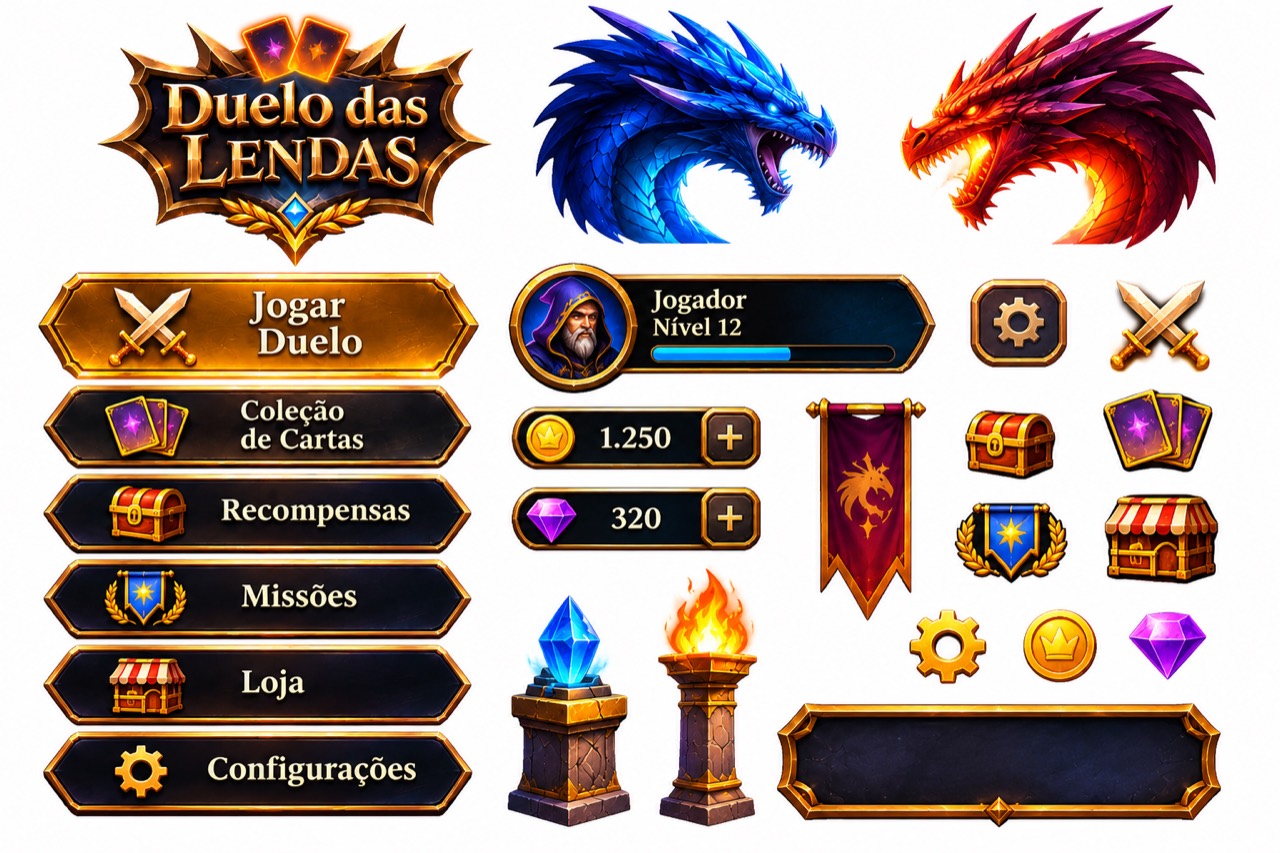 Duelo das
LENDAS
Jogar
Duelo
Coleção
de Cartas
Recompensas
Missões
Loja
Configurações
Jogador
Nível 12
1.250
+
320
+